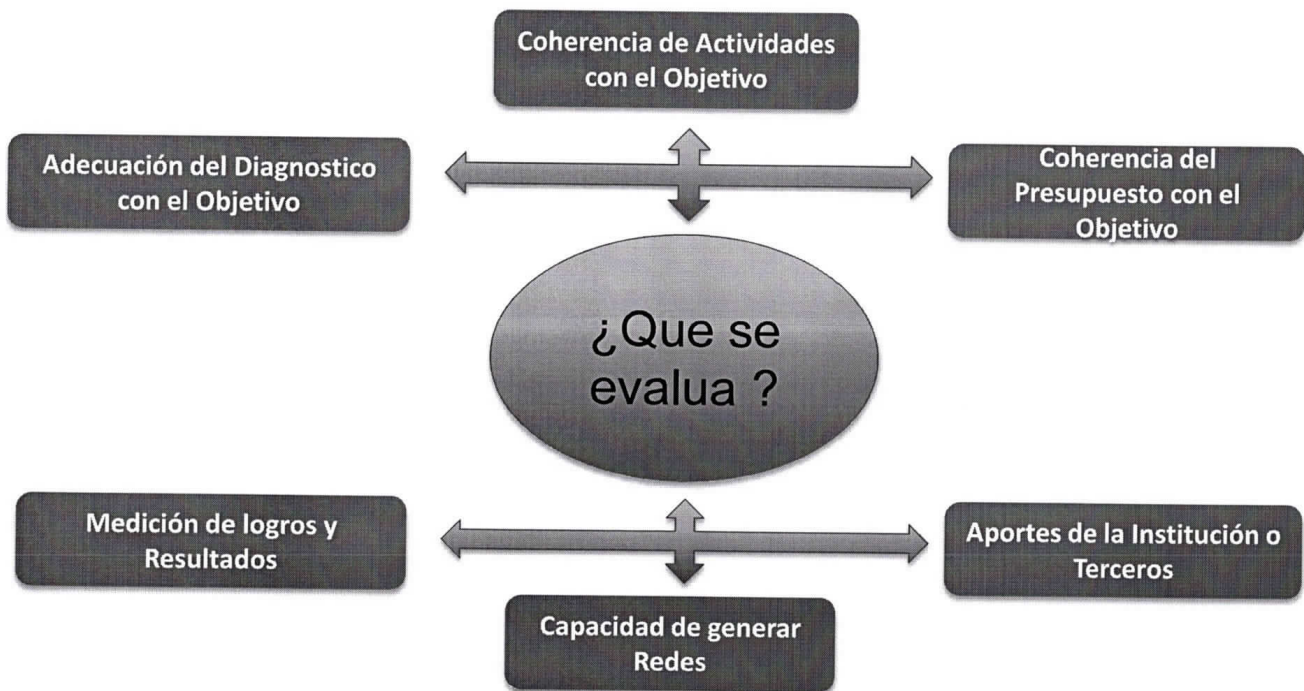 Coherencia de Actividades
con el Objetivo
Adecuación del Diagnostico
con el Objetivo
Coherencia del
Presupuesto con el
Objetivo
¿Que se
evalua ?
Medición de logros y
Resultados
Aportes de la Institución o
Terceros
Capacidad de generar
Redes